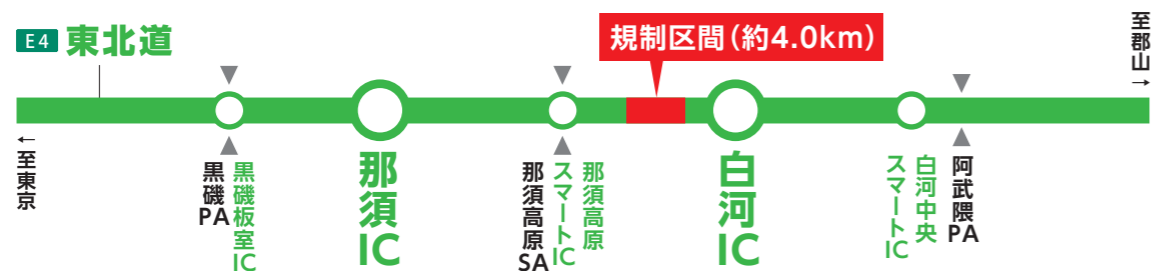 E4 東北道
規制区間(約4.0km)
至郡山→
←至東京
黒磯PA
黒磯板室IC
那須IC
那須高原SA
那須高原スマートIC
白河IC
白河中央スマートIC
阿武隈PA